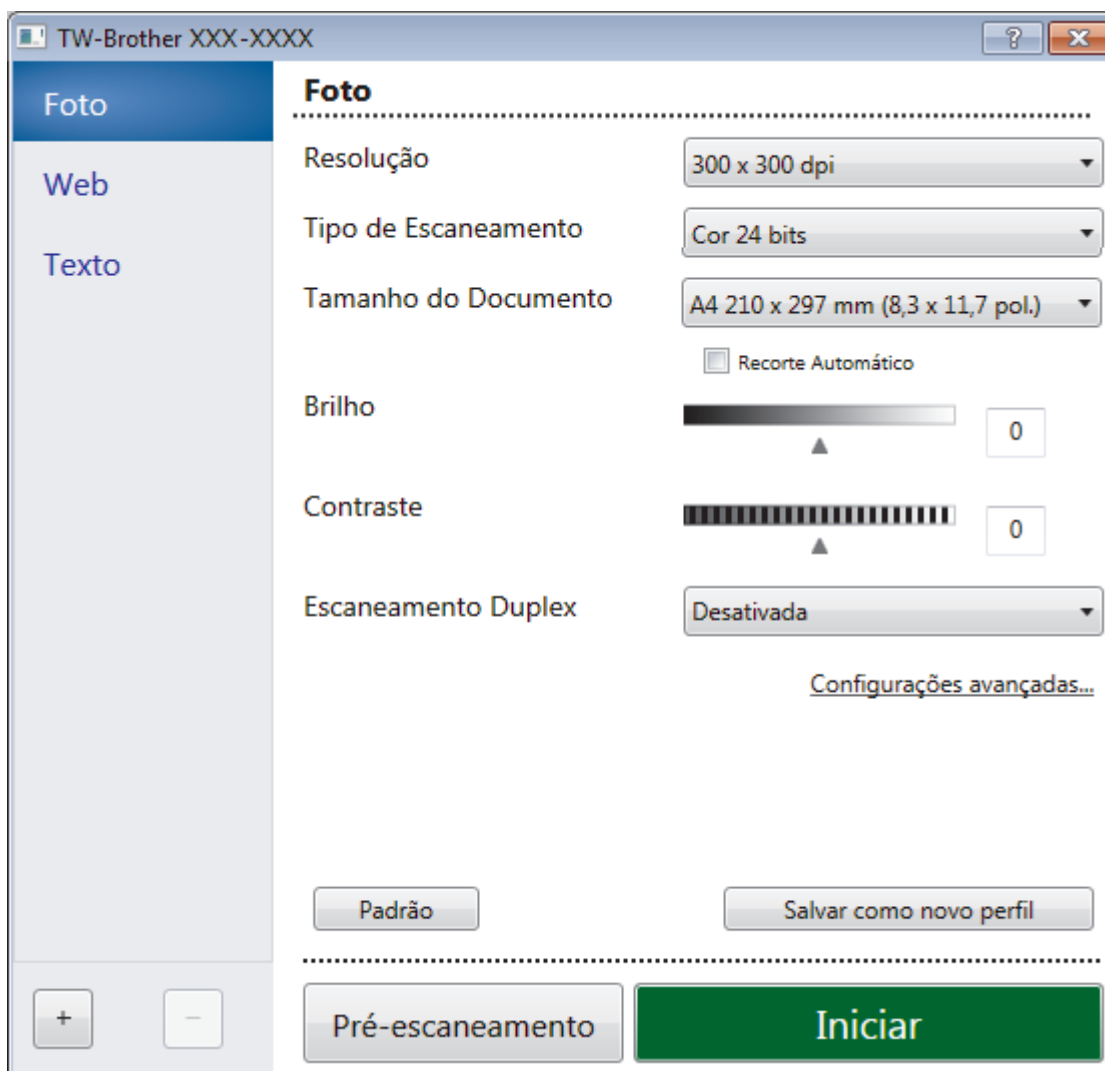 TW-Brother XXX-XXXX
?
Foto
Web
Texto
Foto
Resolução
300 x 300 dpi
Tipo de Escaneamento
Cor 24 bits
Tamanho do Documento
A4 210 x 297 mm (8,3 x 11,7 pol.)
Recorte Automático
Brilho
0
Contraste
0
Escaneamento Duplex
Desativada
Configurações avançadas...
Padrão
Salvar como novo perfil
+
−
Pré-escaneamento
Iniciar